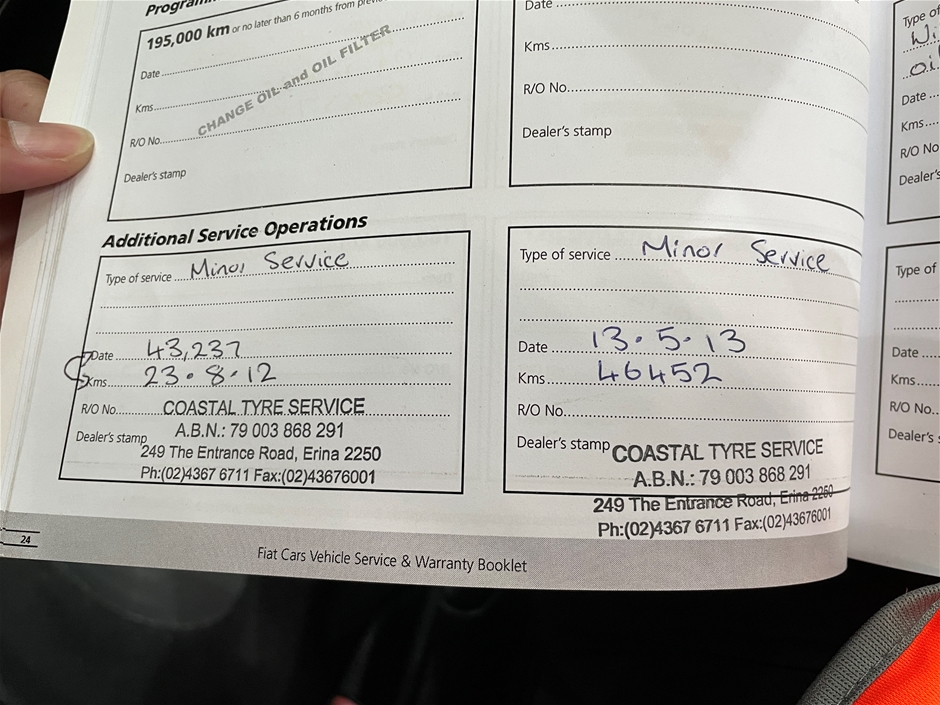 Programm
195,000 km or no later than 6 months from previ
Date
Kms
CHANGE OIL and OIL FILTER
R/O No.
Dealer's stamp
Date
Kms
R/O No.
Dealer's stamp
Additional Service Operations
Type of service Minor Service
Date 43,237
Kms 23.8.12
R/O No. COASTAL TYRE SERVICE
Dealer's stamp A.B.N.: 79 003 868 291
249 The Entrance Road, Erina 2250
Ph:(02)4367 6711 Fax:(02)43676001
Type of service Minor Service
Date 13.5.13
Kms 46452
R/O No.
Dealer's stamp COASTAL TYRE SERVICE
A.B.N.: 79 003 868 291
249 The Entrance Road, Erina 2250
Ph:(02)4367 6711 Fax:(02)43676001
24
Fiat Cars Vehicle Service & Warranty Booklet
Type of
Wi
oi
Date
Kms
R/O No
Dealer's
Type of
Date
Kms
R/O No.
Dealer's